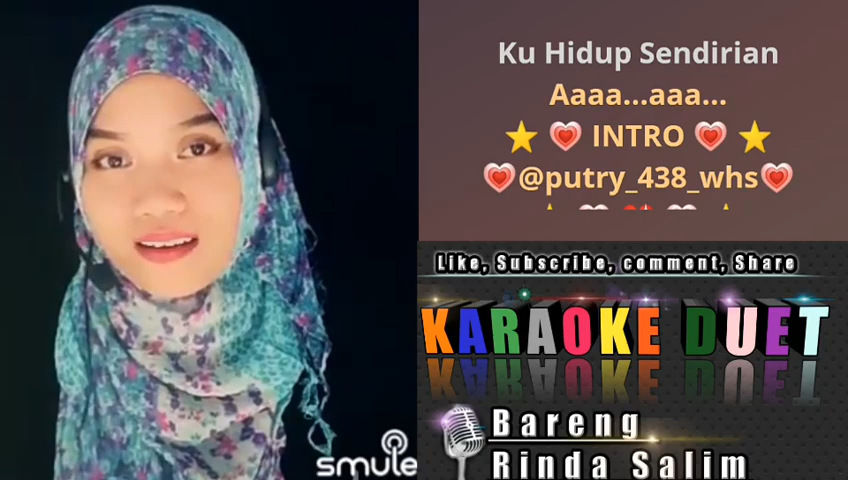 Ku Hidup Sendirian
Aaaa...aaa...
⭐ 💗 INTRO 💗 ⭐
💗@putry_438_whs💗
Like, Subscribe, comment, Share
KARAOKE DUET
Bareng
Rinda Salim
smule